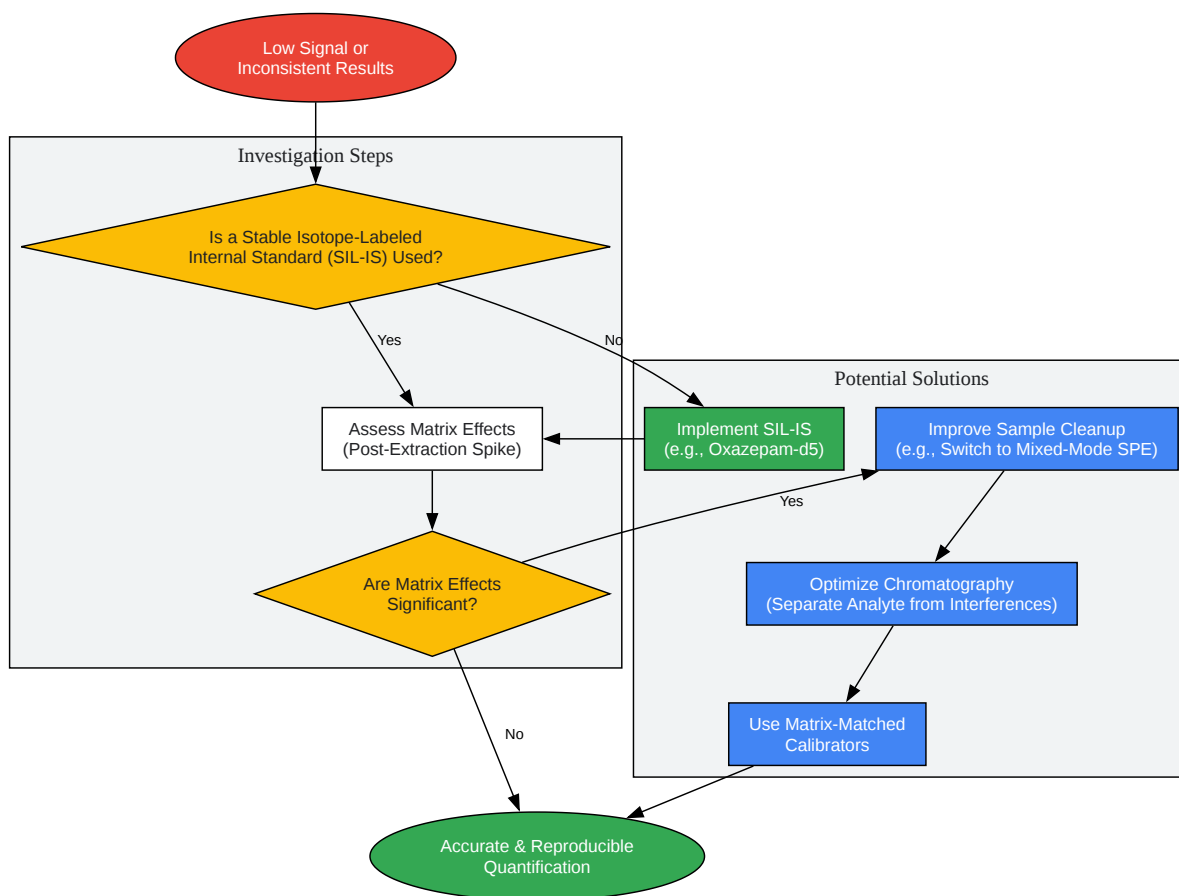 Low Signal or
Inconsistent Results
Investigation Steps
Is a Stable Isotope-Labeled
Internal Standard (SIL-IS) Used?
Yes
No
Potential Solutions
Assess Matrix Effects
(Post-Extraction Spike)
Implement SIL-IS
(e.g., Oxazepam-d5)
Improve Sample Cleanup
(e.g., Switch to Mixed-Mode SPE)
Yes
Are Matrix Effects
Significant?
Optimize Chromatography
(Separate Analyte from Interferences)
No
Use Matrix-Matched
Calibrators
Accurate & Reproducible
Quantification